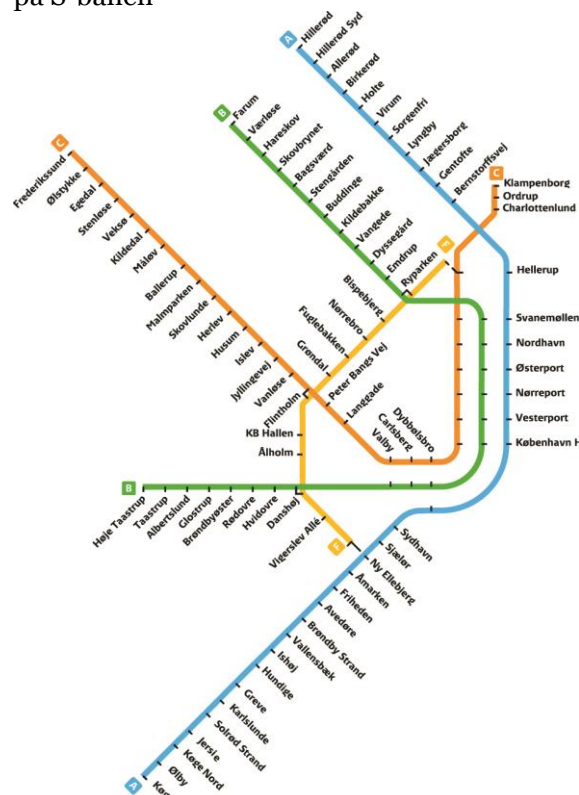 på S-banen
A
Hillerød
Hillerød Syd
Allerød
Birkerød
Holte
Virum
Sorgenfri
Lyngby
Jægersborg
Gentofte
Bernstorffsvej
B
Farum
Værløse
Hareskov
Skovbrynet
Bagsværd
Stengården
Buddinge
Kildebakke
Vangede
Dyssegård
Emdrup
Ryparken
C
Klampenborg
Ordrup
Charlottenlund
F
Hellerup
Svanemøllen
Nordhavn
Østerport
Nørreport
Vesterport
København H
C
Frederikssund
Ølstykke
Egedal
Stenløse
Veksø
Kildedal
Måløv
Ballerup
Malmparken
Skovlunde
Herlev
Husum
Islev
Jyllingevej
Vanløse
Flintholm
Peter Bangs Vej
Langgade
Valby
Carlsberg
Dybbølsbro
Bispebjerg
Nørrebro
Fuglebakken
Grøndal
KB Hallen
Ålholm
B
Høje Taastrup
Taastrup
Albertslund
Glostrup
Brøndbyøster
Rødovre
Hvidovre
Danshøj
Vigerslev Allé
F
Sydhavn
Sjælør
Ny Ellebjerg
Åmarken
Friheden
Avedøre
Brøndby Strand
Vallensbæk
Ishøj
Hundige
Greve
Karlslunde
Solrød Strand
Jersie
Køge Nord
Ølby
A